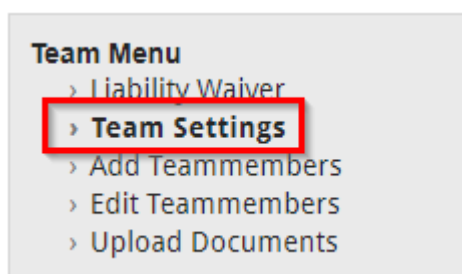 Team Menu
› Liability Waiver
› Team Settings
› Add Teammembers
› Edit Teammembers
› Upload Documents